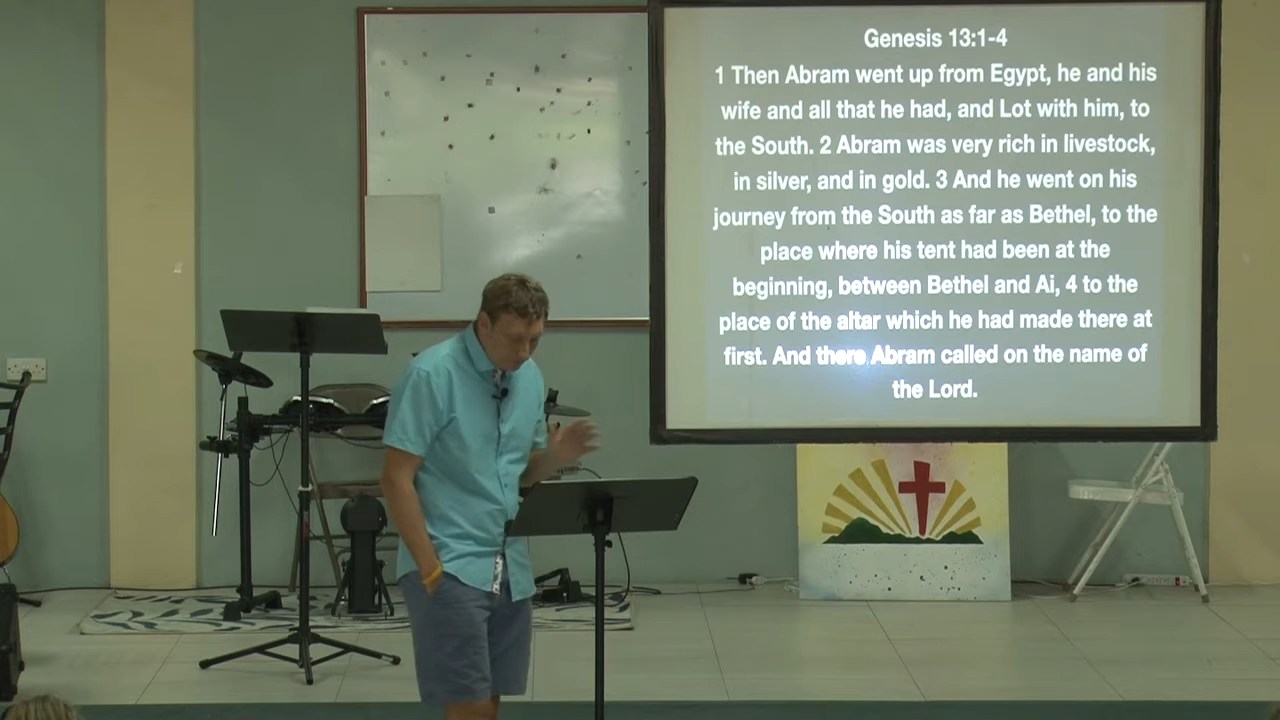 Genesis 13:1-4
1 Then Abram went up from Egypt, he and his
wife and all that he had, and Lot with him, to
the South. 2 Abram was very rich in livestock,
in silver, and in gold. 3 And he went on his
journey from the South as far as Bethel, to the
place where his tent had been at the
beginning, between Bethel and Ai, 4 to the
place of the altar which he had made there at
first. And there Abram called on the name of
the Lord.